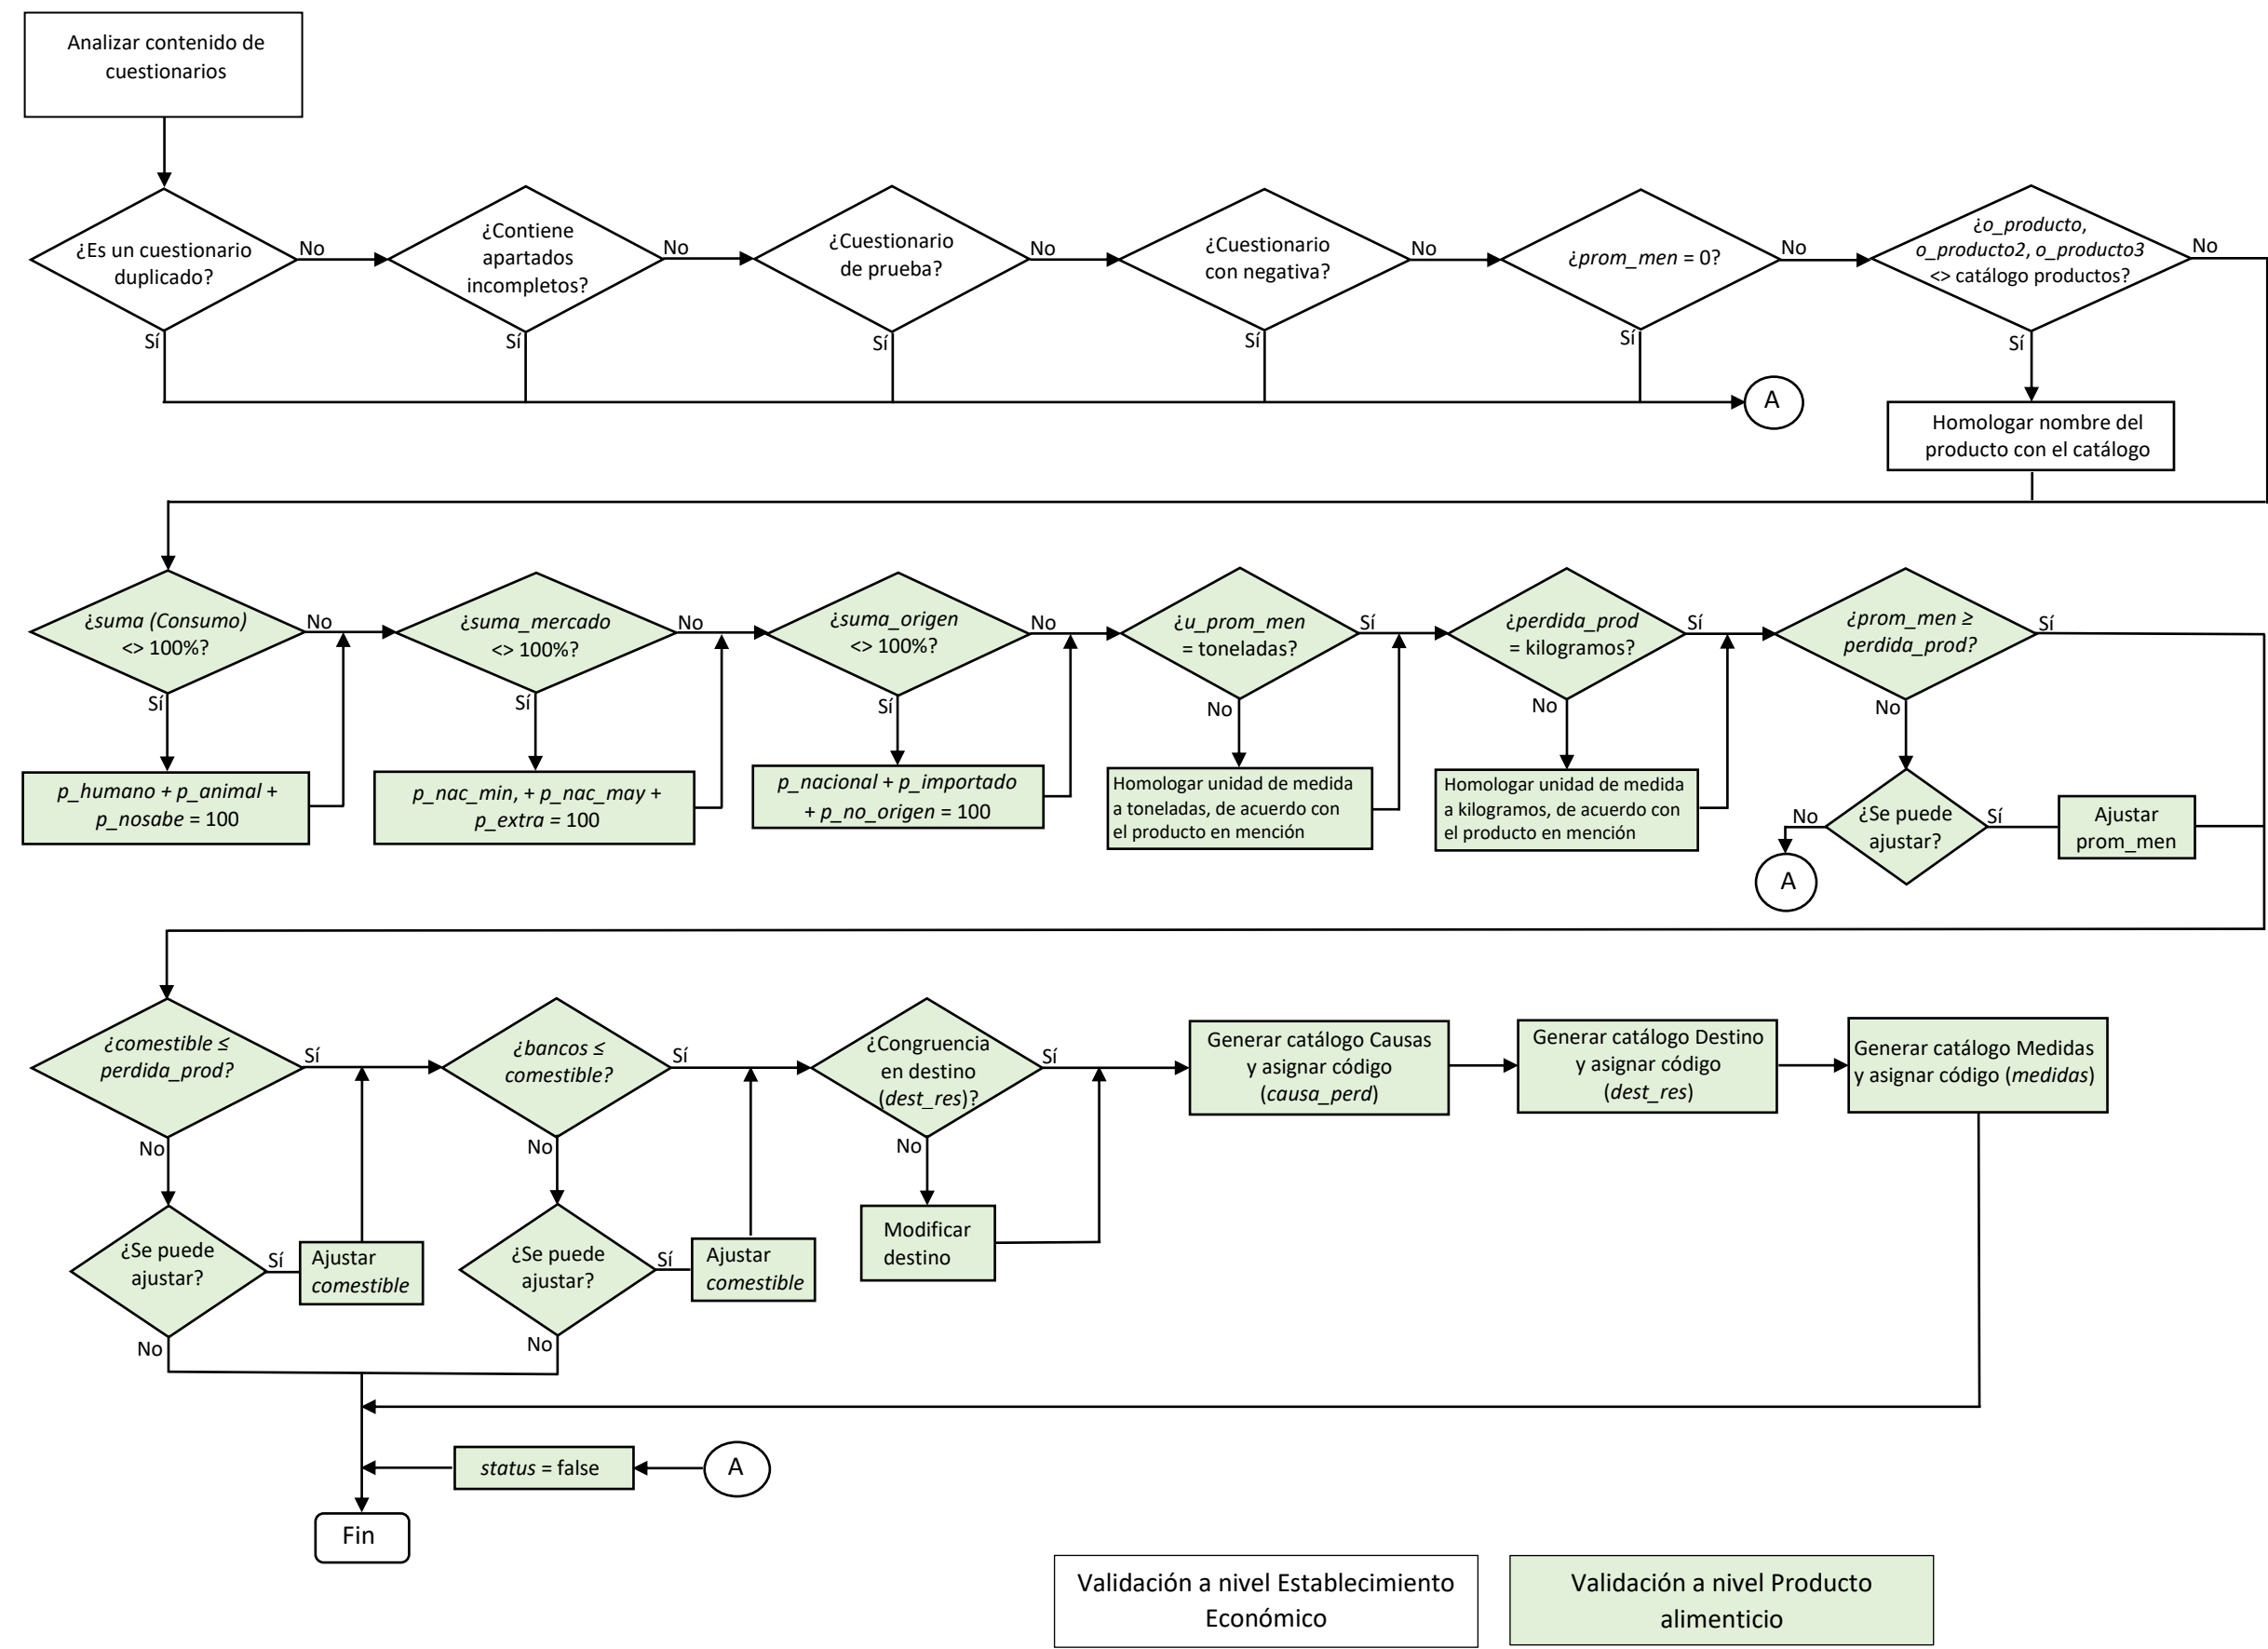 Analizar contenido de
cuestionarios
¿Es un cuestionario
duplicado?
No
Sí
¿Contiene
apartados
incompletos?
No
Sí
¿Cuestionario
de prueba?
No
Sí
¿Cuestionario
con negativa?
No
Sí
¿prom_men = 0?
No
Sí
¿o_producto,
o_producto2, o_producto3
<> catálogo productos?
No
Sí
A
Homologar nombre del
producto con el catálogo
¿suma (Consumo)
<> 100%?
No
Sí
p_humano + p_animal +
p_nosabe = 100
¿suma_mercado
<> 100%?
No
Sí
p_nac_min, + p_nac_may +
p_extra = 100
¿suma_origen
<> 100%?
No
Sí
p_nacional + p_importado
+ p_no_origen = 100
¿u_prom_men
= toneladas?
Sí
No
Homologar unidad de medida
a toneladas, de acuerdo con
el producto en mención
¿perdida_prod
= kilogramos?
Sí
No
Homologar unidad de medida
a kilogramos, de acuerdo con
el producto en mención
¿prom_men ≥
perdida_prod?
Sí
No
¿Se puede
ajustar?
No
Sí
A
Ajustar
prom_men
¿comestible ≤
perdida_prod?
Sí
No
¿Se puede
ajustar?
Sí
No
Ajustar
comestible
¿bancos ≤
comestible?
Sí
No
¿Se puede
ajustar?
Sí
No
Ajustar
comestible
¿Congruencia
en destino
(dest_res)?
Sí
No
Modificar
destino
Generar catálogo Causas
y asignar código
(causa_perd)
Generar catálogo Destino
y asignar código
(dest_res)
Generar catálogo Medidas
y asignar código (medidas)
status = false
A
Fin
Validación a nivel Establecimiento
Económico
Validación a nivel Producto
alimenticio